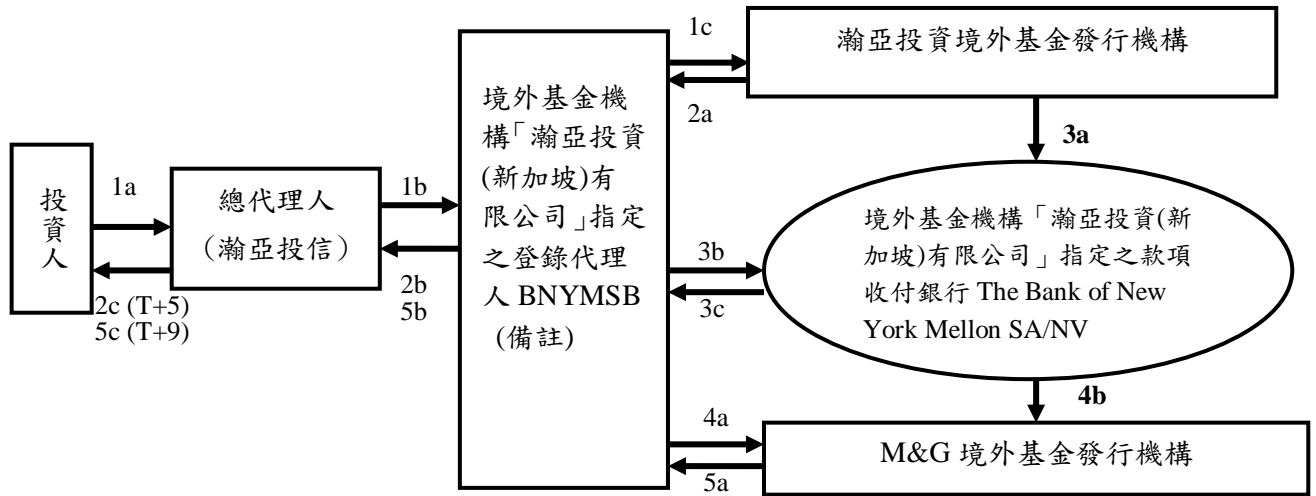 投
資
人
1a
2c (T+5)
5c (T+9)
總代理人
（瀚亞投信）
1b
2b
5b
境外基金機
構「瀚亞投資
(新加坡)有
限公司」指定
之登錄代理
人 BNYMSB
(備註)
1c
2a
瀚亞投資境外基金發行機構
3a
3b
3c
境外基金機構「瀚亞投資(新
加坡)有限公司」指定之款項
收付銀行 The Bank of New
York Mellon SA/NV
4b
4a
5a
M&G 境外基金發行機構